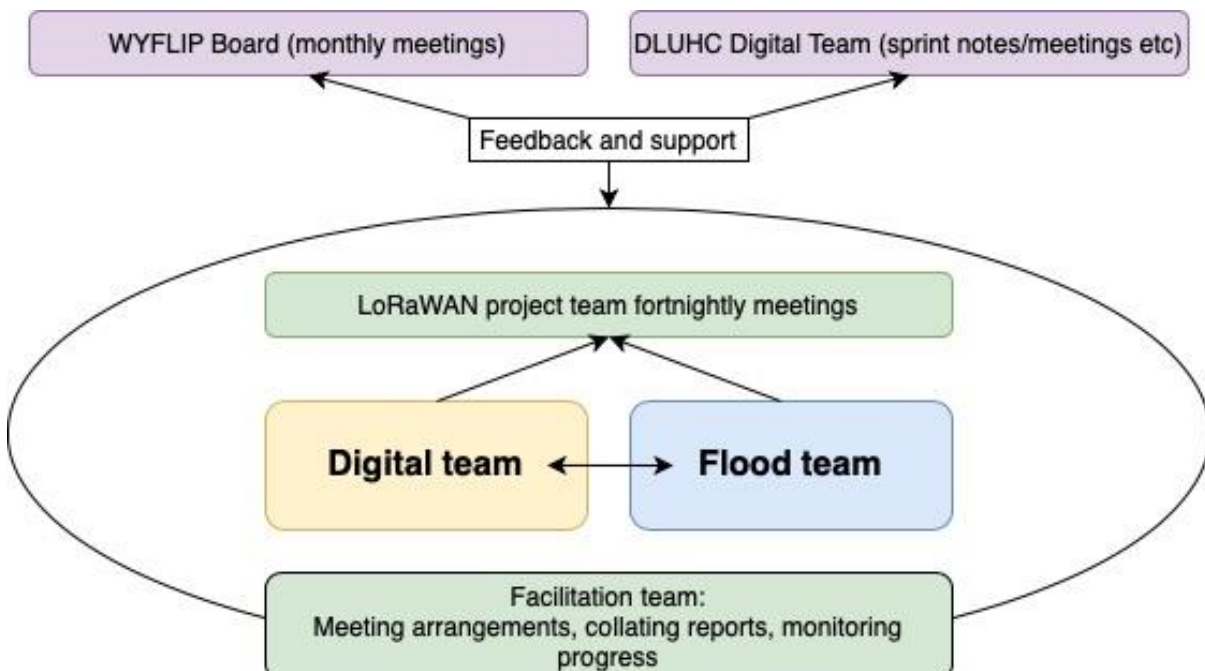 WYFLIP Board (monthly meetings)
DLUHC Digital Team (sprint notes/meetings etc)
Feedback and support
LoRaWAN project team fortnightly meetings
Digital team
Flood team
Facilitation team:
Meeting arrangements, collating reports, monitoring
progress